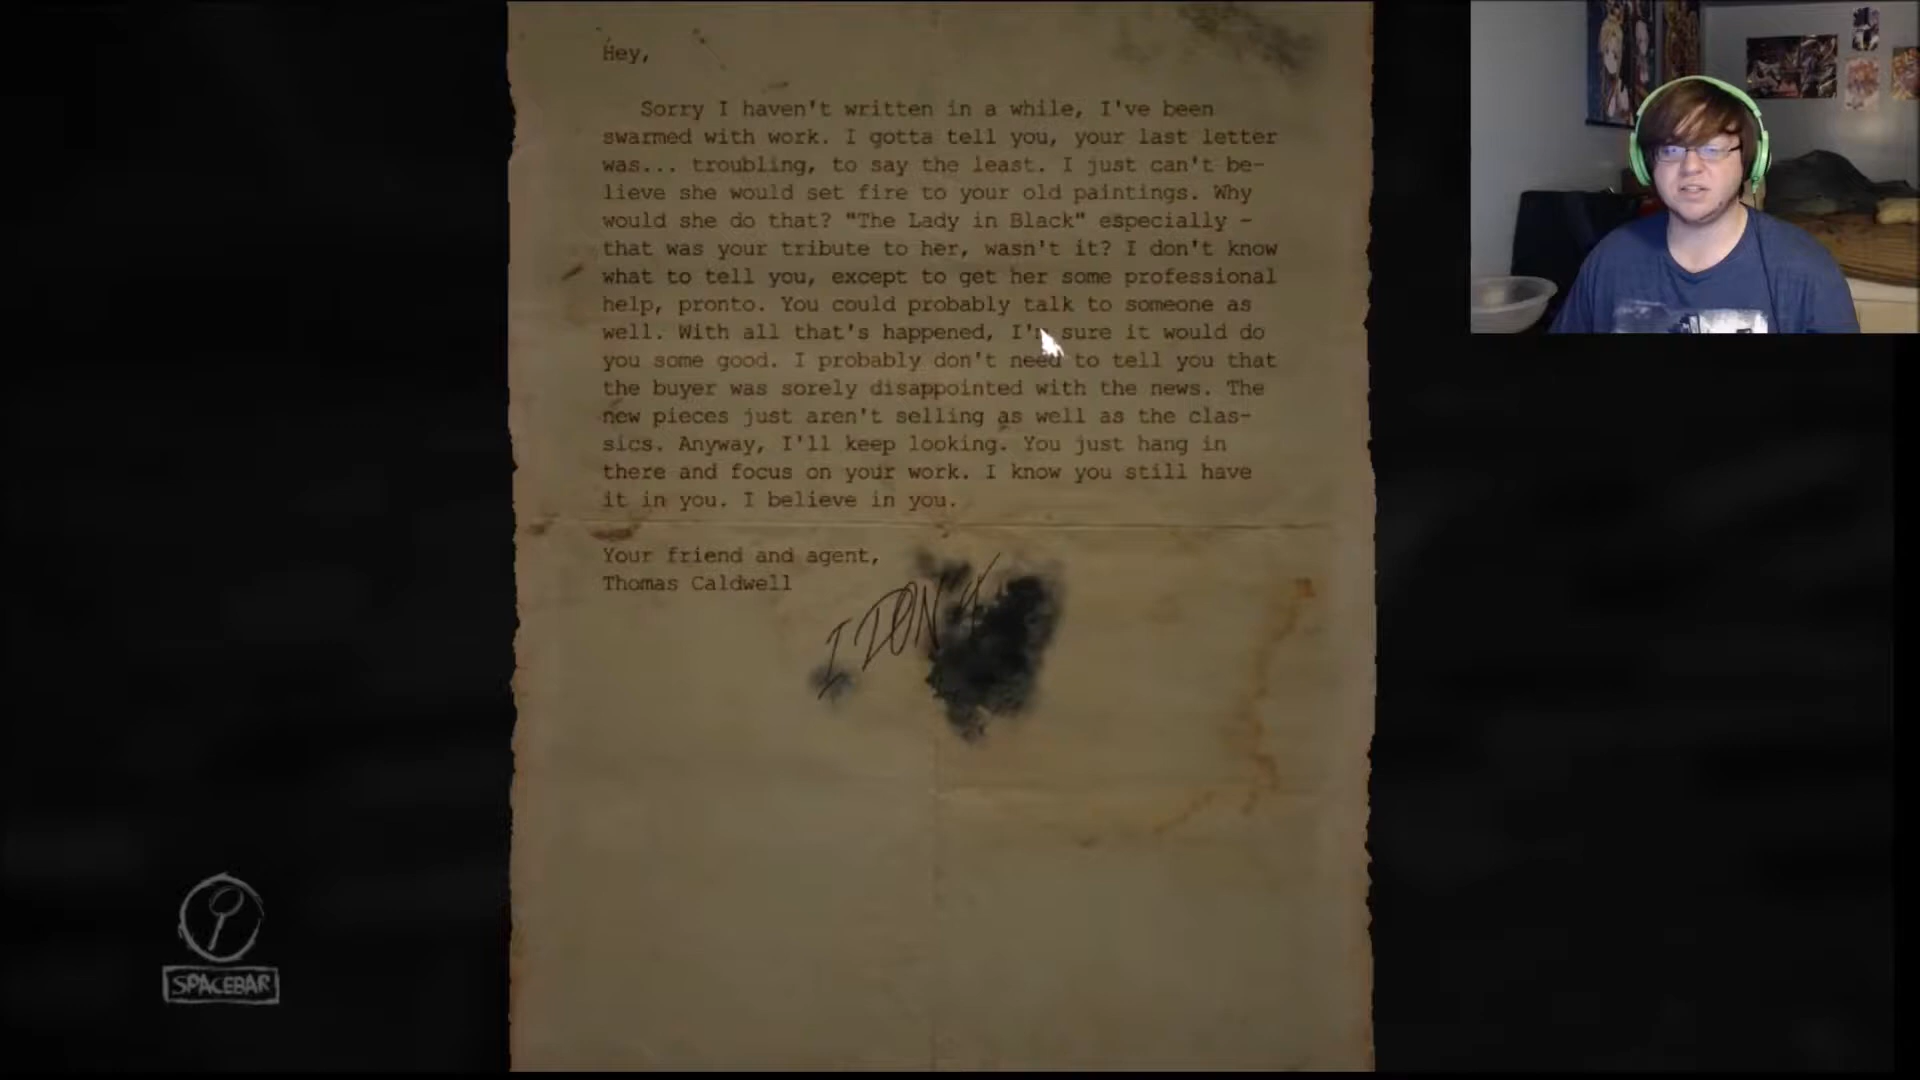 Hey,
Sorry I haven't written in a while, I've been
swarmed with work. I gotta tell you, your last letter
was... troubling, to say the least. I just can't be-
lieve she would set fire to your old paintings. Why
would she do that? "The Lady in Black" especially -
that was your tribute to her, wasn't it? I don't know
what to tell you, except to get her some professional
help, pronto. You could probably talk to someone as
well. With all that's happened, I'm sure it would do
you some good. I probably don't need to tell you that
the buyer was sorely disappointed with the news. The
new pieces just aren't selling as well as the clas-
sics. Anyway, I'll keep looking. You just hang in
there and focus on your work. I know you still have
it in you. I believe in you.
Your friend and agent,
Thomas Caldwell
I DON'T
SPACEBAR